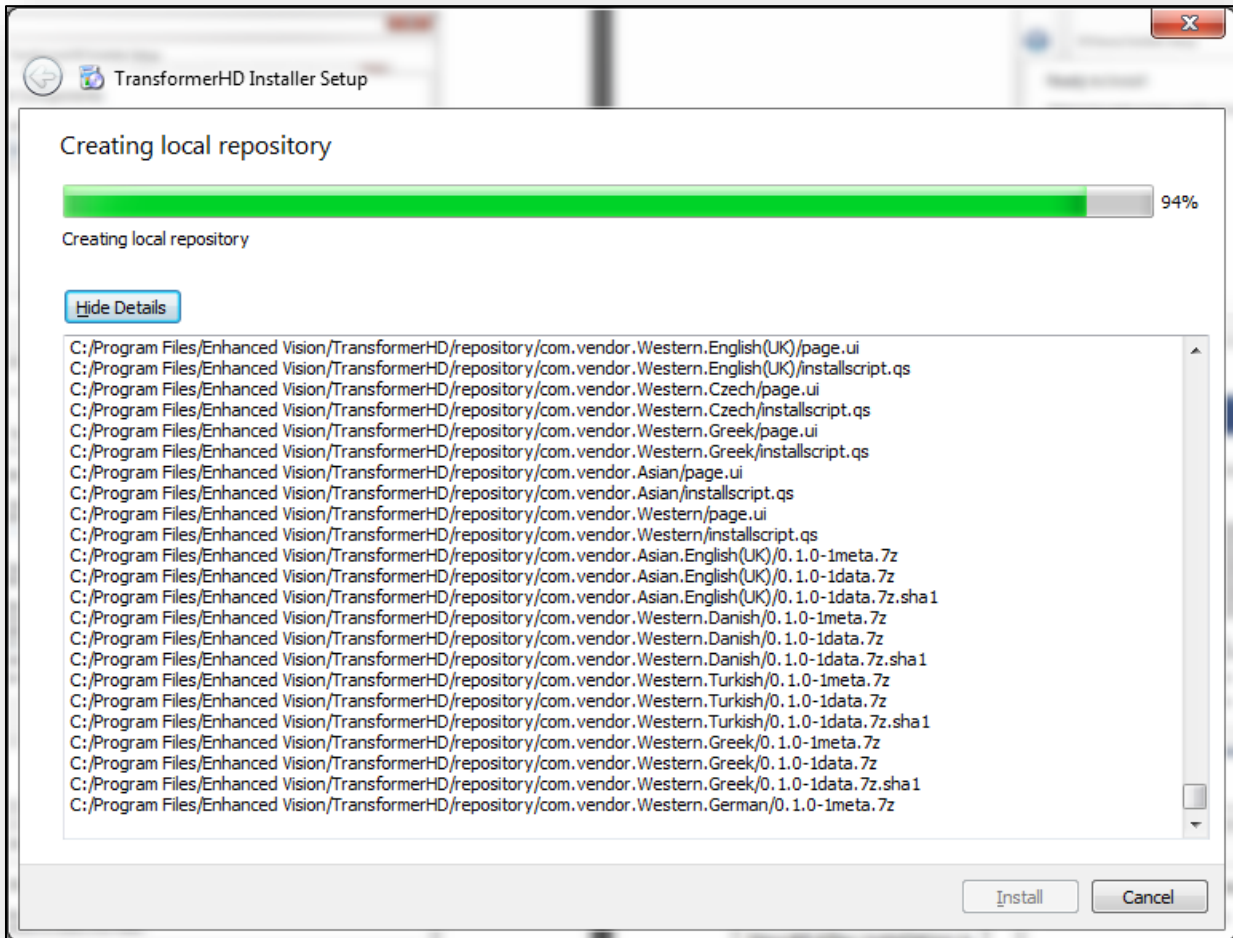 TransformerHD Installer Setup
Creating local repository
94%
Creating local repository
Hide Details
C:/Program Files/Enhanced Vision/TransformerHD/repository/com.vendor.Western.English(UK)/page.ui
C:/Program Files/Enhanced Vision/TransformerHD/repository/com.vendor.Western.English(UK)/installscript.qs
C:/Program Files/Enhanced Vision/TransformerHD/repository/com.vendor.Western.Czech/page.ui
C:/Program Files/Enhanced Vision/TransformerHD/repository/com.vendor.Western.Czech/installscript.qs
C:/Program Files/Enhanced Vision/TransformerHD/repository/com.vendor.Western.Greek/page.ui
C:/Program Files/Enhanced Vision/TransformerHD/repository/com.vendor.Western.Greek/installscript.qs
C:/Program Files/Enhanced Vision/TransformerHD/repository/com.vendor.Asian/page.ui
C:/Program Files/Enhanced Vision/TransformerHD/repository/com.vendor.Asian/installscript.qs
C:/Program Files/Enhanced Vision/TransformerHD/repository/com.vendor.Western/page.ui
C:/Program Files/Enhanced Vision/TransformerHD/repository/com.vendor.Western/installscript.qs
C:/Program Files/Enhanced Vision/TransformerHD/repository/com.vendor.Asian.English(UK)/0.1.0-1meta.7z
C:/Program Files/Enhanced Vision/TransformerHD/repository/com.vendor.Asian.English(UK)/0.1.0-1data.7z
C:/Program Files/Enhanced Vision/TransformerHD/repository/com.vendor.Asian.English(UK)/0.1.0-1data.7z.sha1
C:/Program Files/Enhanced Vision/TransformerHD/repository/com.vendor.Western.Danish/0.1.0-1meta.7z
C:/Program Files/Enhanced Vision/TransformerHD/repository/com.vendor.Western.Danish/0.1.0-1data.7z
C:/Program Files/Enhanced Vision/TransformerHD/repository/com.vendor.Western.Danish/0.1.0-1data.7z.sha1
C:/Program Files/Enhanced Vision/TransformerHD/repository/com.vendor.Western.Turkish/0.1.0-1meta.7z
C:/Program Files/Enhanced Vision/TransformerHD/repository/com.vendor.Western.Turkish/0.1.0-1data.7z
C:/Program Files/Enhanced Vision/TransformerHD/repository/com.vendor.Western.Turkish/0.1.0-1data.7z.sha1
C:/Program Files/Enhanced Vision/TransformerHD/repository/com.vendor.Western.Greek/0.1.0-1meta.7z
C:/Program Files/Enhanced Vision/TransformerHD/repository/com.vendor.Western.Greek/0.1.0-1data.7z
C:/Program Files/Enhanced Vision/TransformerHD/repository/com.vendor.Western.Greek/0.1.0-1data.7z.sha1
C:/Program Files/Enhanced Vision/TransformerHD/repository/com.vendor.Western.German/0.1.0-1meta.7z
Install Cancel